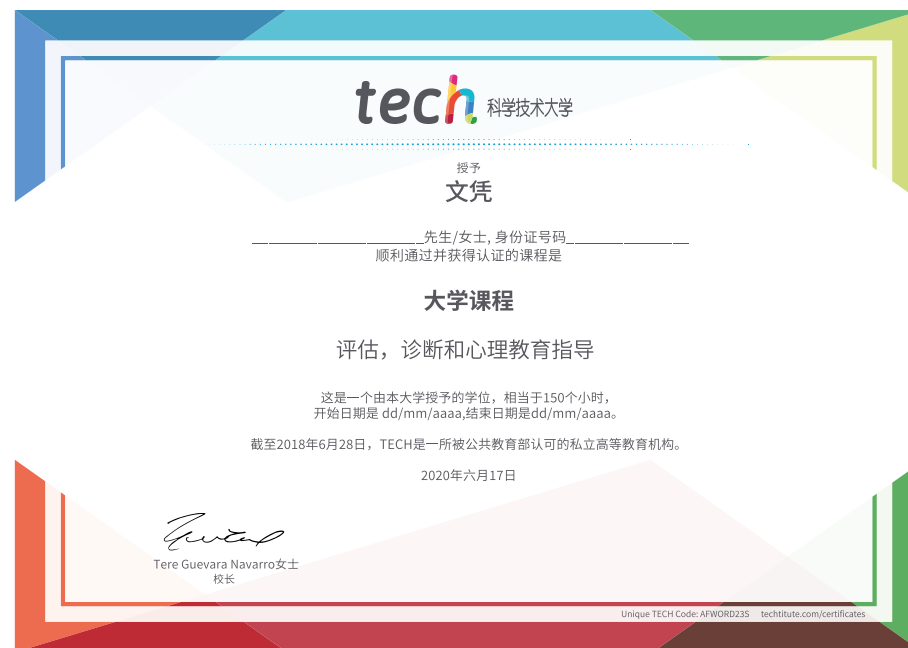 tech 科学技术大学
授予
文凭
________________________先生/女士, 身份证号码_________________
顺利通过并获得认证的课程是
大学课程
评估，诊断和心理教育指导
这是一个由本大学授予的学位，相当于150个小时，
开始日期是 dd/mm/aaaa,结束日期是dd/mm/aaaa。
截至2018年6月28日，TECH是一所被公共教育部认可的私立高等教育机构。
2020年六月17日
Tere Guevara Navarro女士
校长
Unique TECH Code: AFWORD23S techtitute.com/certificates